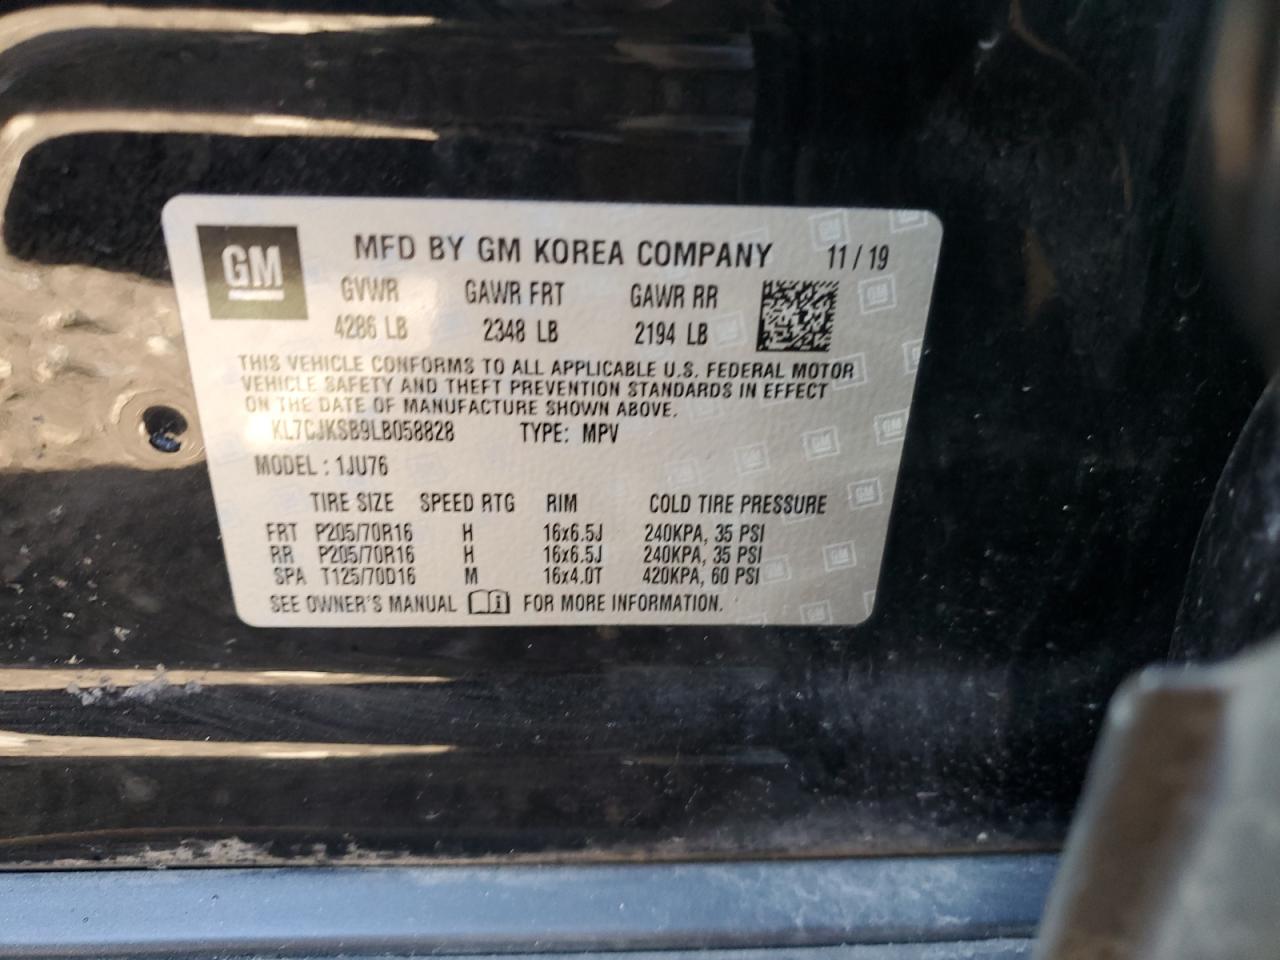 GM MFD BY GM KOREA COMPANY 11/19
GVWR GAWR FRT GAWR RR
4286 LB 2348 LB 2194 LB
THIS VEHICLE CONFORMS TO ALL APPLICABLE U.S. FEDERAL MOTOR
VEHICLE SAFETY AND THEFT PREVENTION STANDARDS IN EFFECT
ON THE DATE OF MANUFACTURE SHOWN ABOVE.
KL7CJKSB9LB058828 TYPE: MPV
MODEL: 1JU76
TIRE SIZE SPEED RTG RIM COLD TIRE PRESSURE
FRT P205/70R16 H 16x6.5J 240KPA, 35 PSI
RR P205/70R16 H 16x6.5J 240KPA, 35 PSI
SPA T125/70D16 M 16x4.0T 420KPA, 60 PSI
SEE OWNER'S MANUAL i FOR MORE INFORMATION.